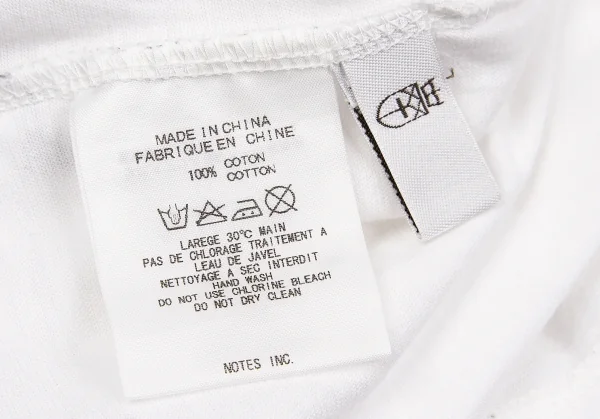 MADE IN CHINA
FABRIQUE EN CHINE
100% COTON
COTTON
LAREGE 30°C MAIN
PAS DE CHLORAGE TRAITEMENT A
LEAU DE JAVEL
NETTOYAGE A SEC INTERDIT
HAND WASH
DO NOT USE CHLORINE BLEACH
DO NOT DRY CLEAN
NOTES INC.